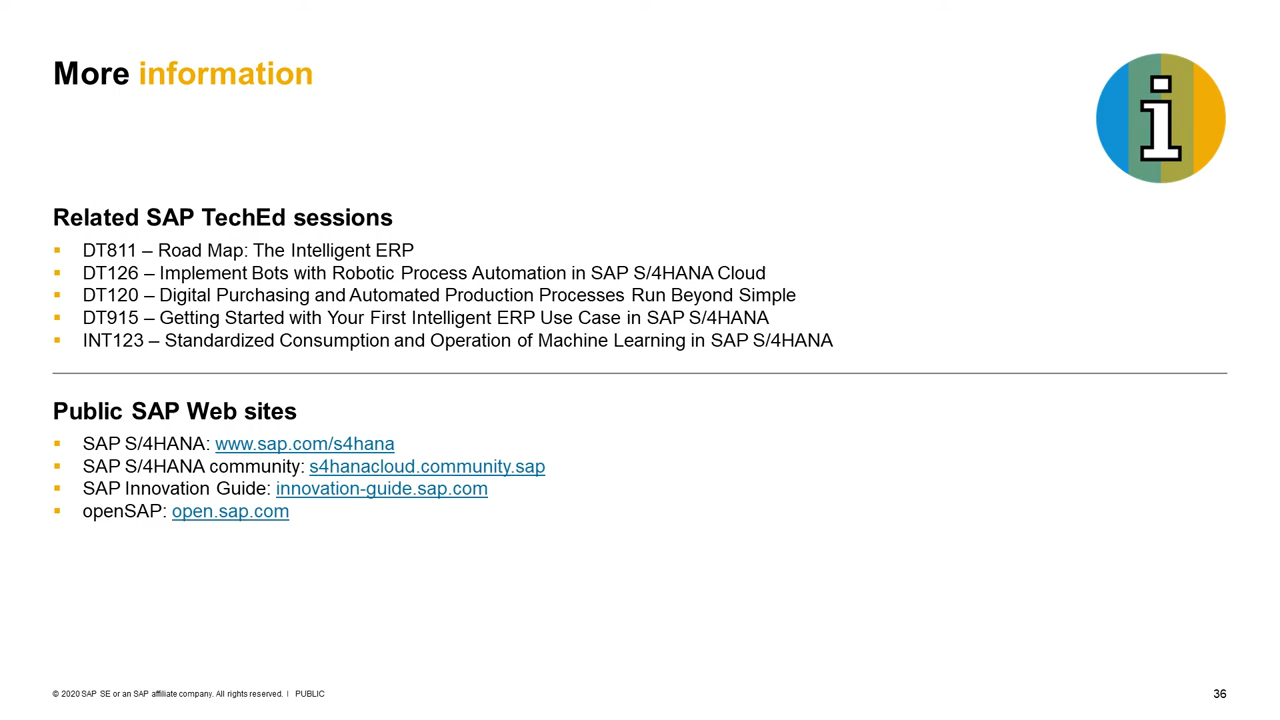 More information
i
Related SAP TechEd sessions
▪ DT811 – Road Map: The Intelligent ERP
▪ DT126 – Implement Bots with Robotic Process Automation in SAP S/4HANA Cloud
▪ DT120 – Digital Purchasing and Automated Production Processes Run Beyond Simple
▪ DT915 – Getting Started with Your First Intelligent ERP Use Case in SAP S/4HANA
▪ INT123 – Standardized Consumption and Operation of Machine Learning in SAP S/4HANA
Public SAP Web sites
▪ SAP S/4HANA: www.sap.com/s4hana
▪ SAP S/4HANA community: s4hanacloud.community.sap
▪ SAP Innovation Guide: innovation-guide.sap.com
▪ openSAP: open.sap.com
© 2020 SAP SE or an SAP affiliate company. All rights reserved. | PUBLIC
36